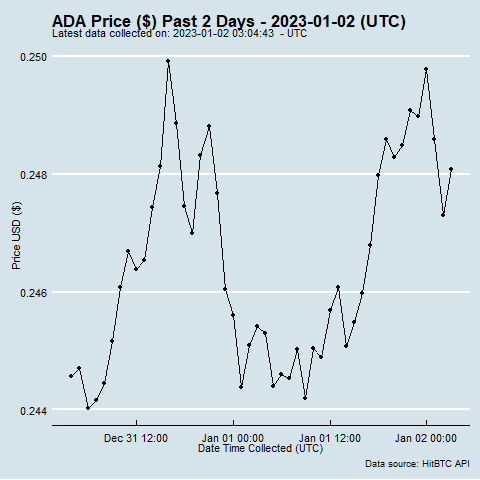 ADA Price ($) Past 2 Days - 2023-01-02 (UTC)
Latest data collected on: 2023-01-02 03:04:43 - UTC
0.250
0.248
0.246
0.244
Price USD ($)
Dec 31 12:00 Jan 01 00:00 Jan 01 12:00 Jan 02 00:00
Date Time Collected (UTC)
Data source: HitBTC API